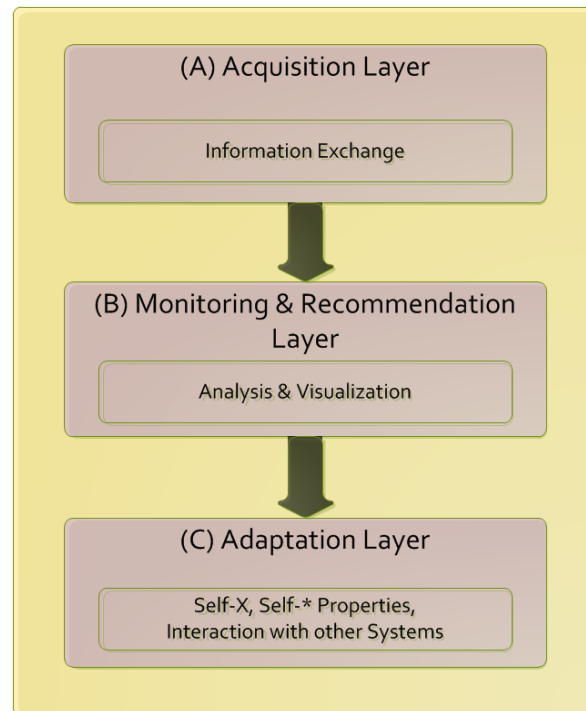 (A) Acquisition Layer
Information Exchange
(B) Monitoring & Recommendation
Layer
Analysis & Visualization
(C) Adaptation Layer
Self-X, Self-* Properties,
Interaction with other Systems